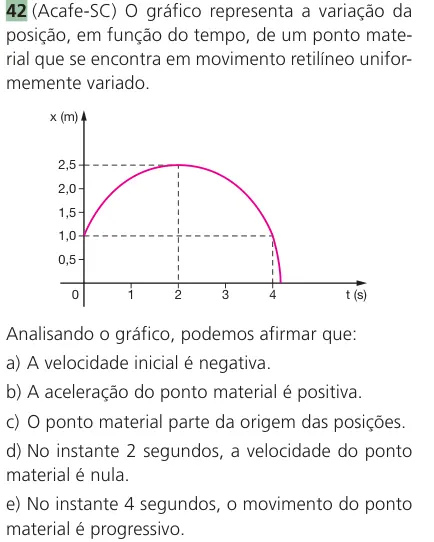 42 (Acafe-SC) O gráfico representa a variação da
posição, em função do tempo, de um ponto mate-
rial que se encontra em movimento retilíneo unifor-
memente variado.
x (m)
2,5
2,0
1,5
1,0
0,5
0 1 2 3 4 t (s)
Analisando o gráfico, podemos afirmar que:
a) A velocidade inicial é negativa.
b) A aceleração do ponto material é positiva.
c) O ponto material parte da origem das posições.
d) No instante 2 segundos, a velocidade do ponto
material é nula.
e) No instante 4 segundos, o movimento do ponto
material é progressivo.